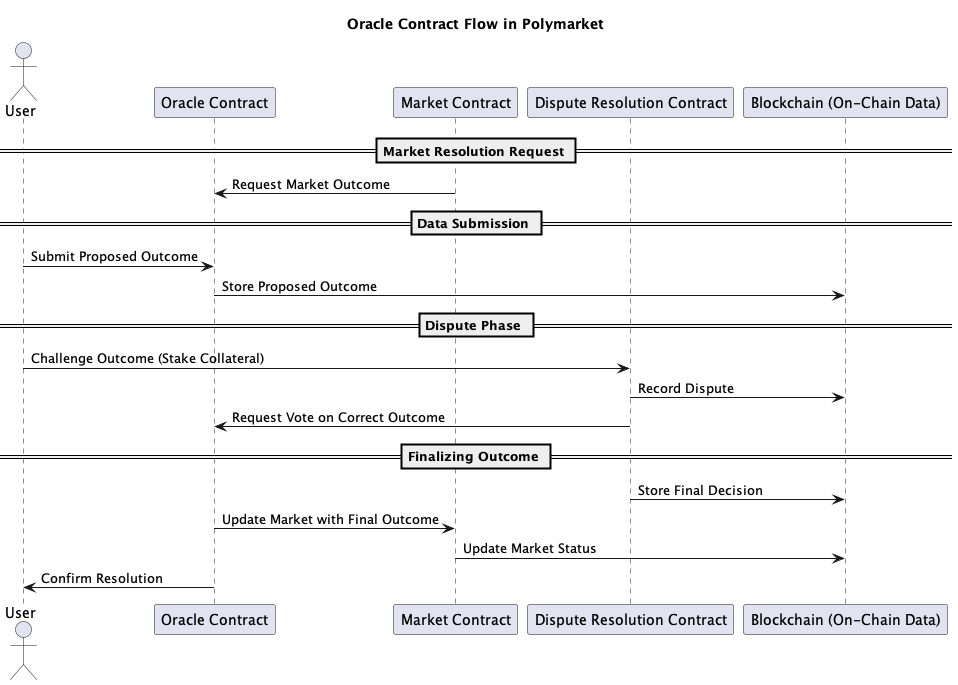 Oracle Contract Flow in Polymarket
User
Oracle Contract
Market Contract
Dispute Resolution Contract
Blockchain (On-Chain Data)
Market Resolution Request
Request Market Outcome
Data Submission
Submit Proposed Outcome
Store Proposed Outcome
Dispute Phase
Challenge Outcome (Stake Collateral)
Record Dispute
Request Vote on Correct Outcome
Finalizing Outcome
Store Final Decision
Update Market with Final Outcome
Update Market Status
Confirm Resolution
User
Oracle Contract
Market Contract
Dispute Resolution Contract
Blockchain (On-Chain Data)